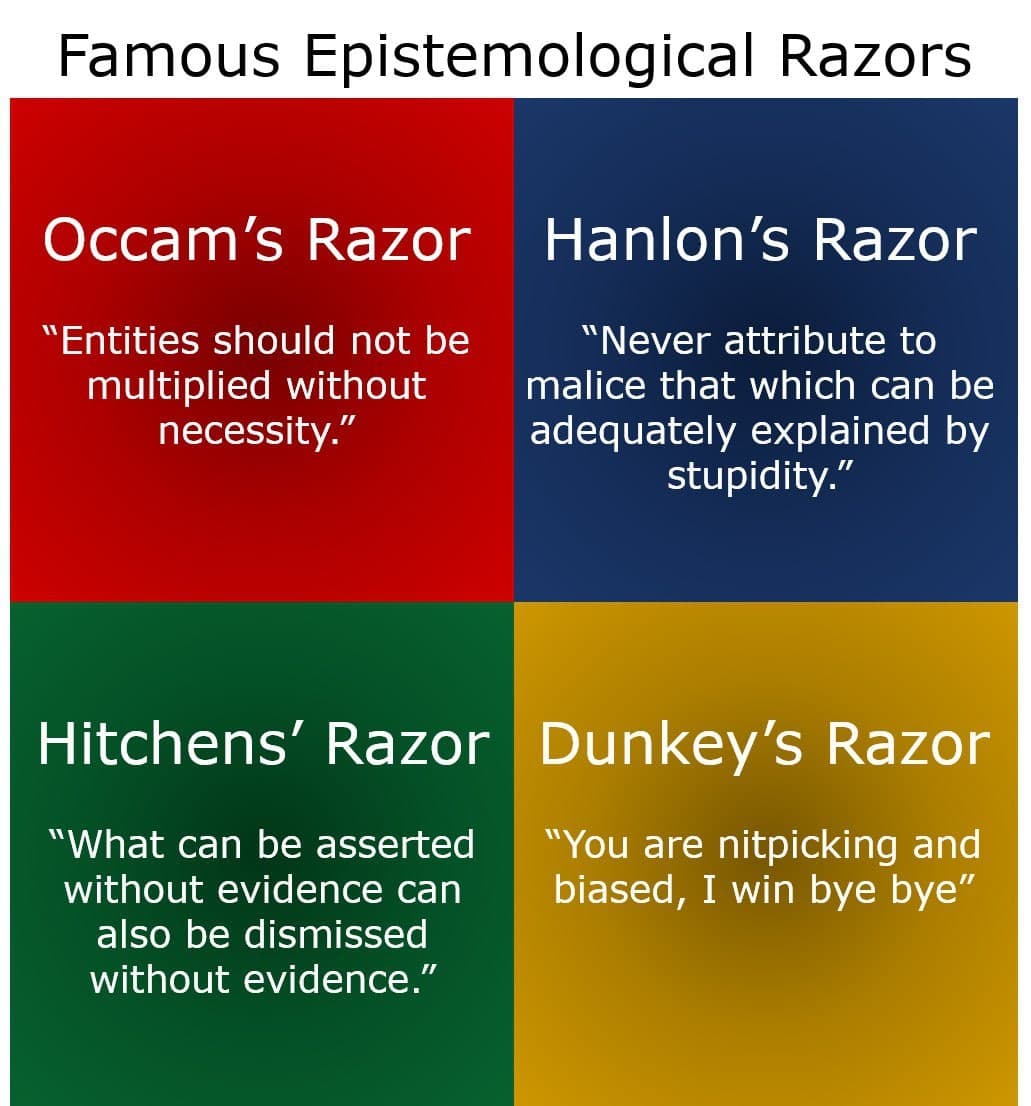 Famous Epistemological Razors
Occam’s Razor
“Entities should not be
multiplied without
necessity.”
Hanlon’s Razor
“Never attribute to
malice that which can be
adequately explained by
stupidity.”
Hitchens’ Razor
“What can be asserted
without evidence can
also be dismissed
without evidence.”
Dunkey’s Razor
“You are nitpicking and
biased, I win bye bye”